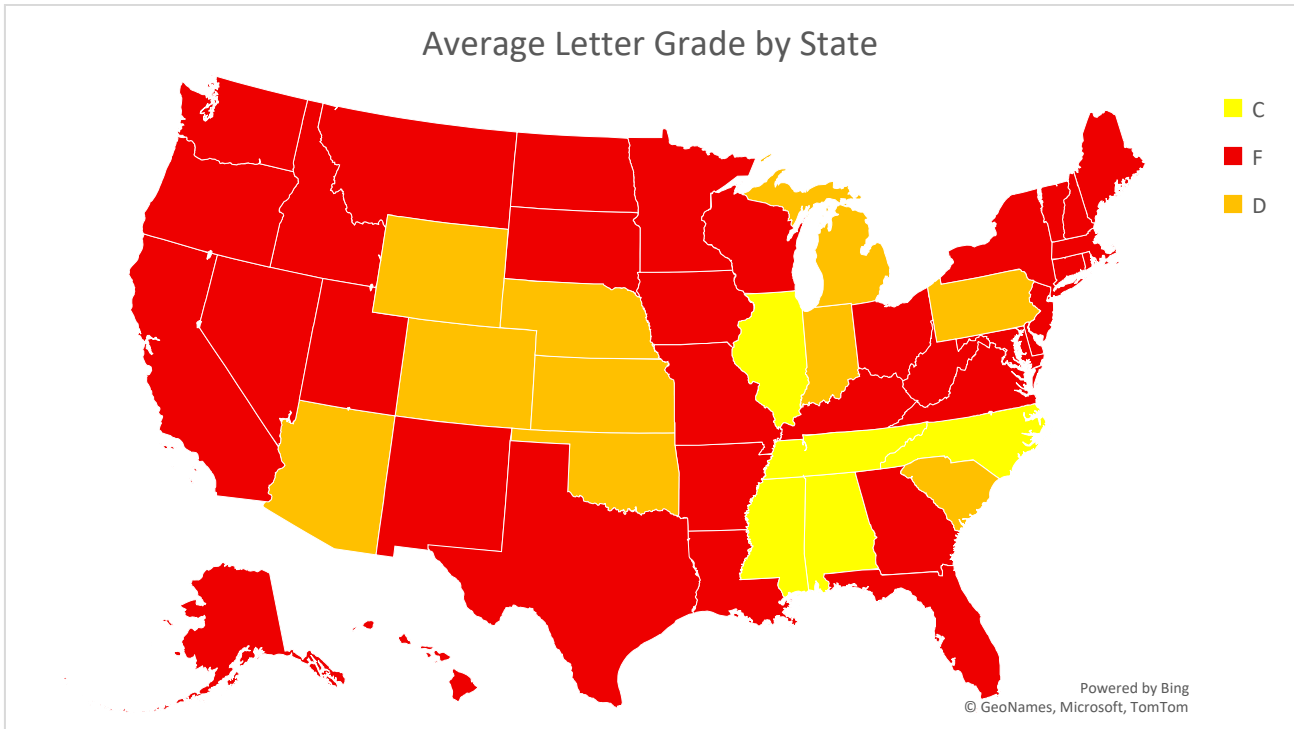 Average Letter Grade by State
C
F
D
Powered by Bing
© GeoNames, Microsoft, TomTom